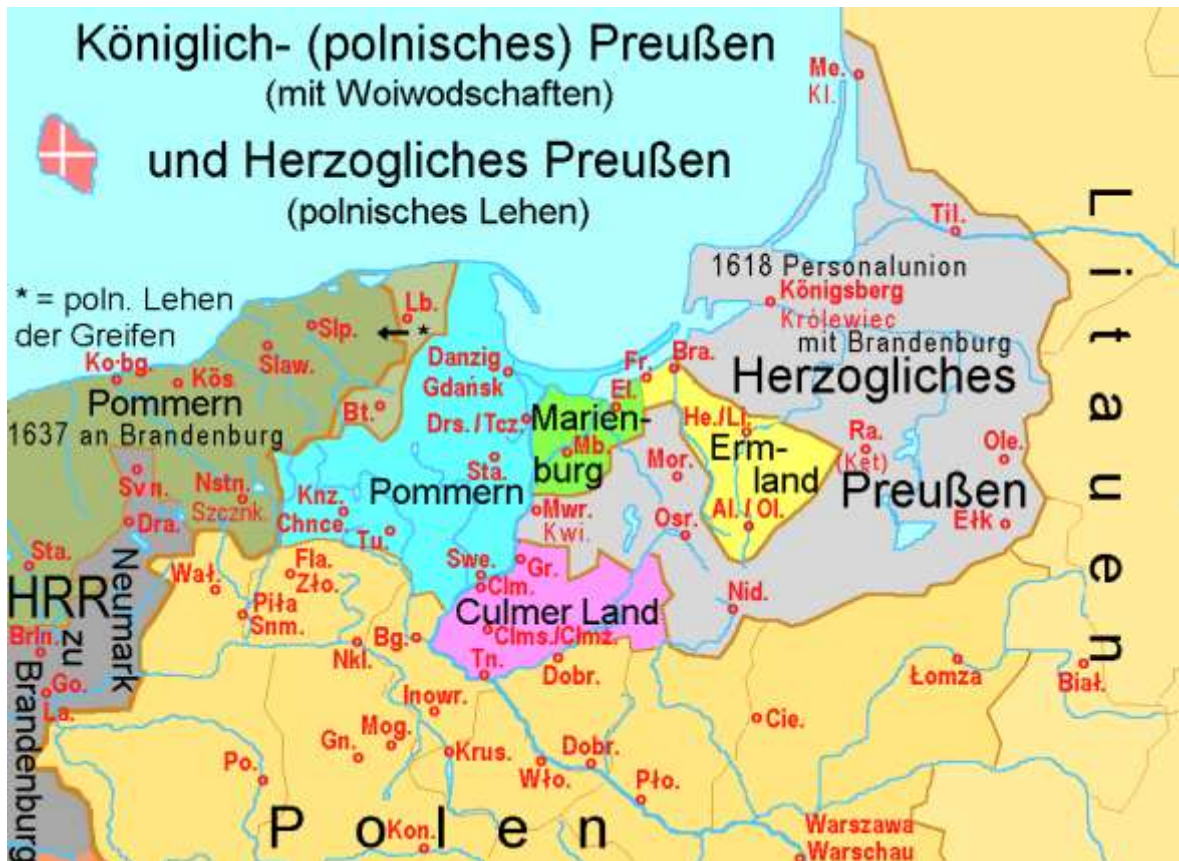 Königlich- (polnisches) Preußen
(mit Woiwodschaften)
und Herzogliches Preußen
(polnisches Lehen)
Me.
Kl.
Til.
Litauen
1618 Personalunion
Königsberg
Królewiec
mit Brandenburg
Herzogliches
Preußen
* = poln. Lehen
der Greifen
Lb.
*
Slp.
Slaw.
Ko·bg.
Kös.
Pommern
1637 an Brandenburg
Bt.
Danzig
Gdańsk
Fr.
Bra.
El.
Drs. / Tcz.
Marien-
burg
Mb.
He./Li.
Erm-
land
Al. / Ol.
Ra.
(Kęt)
Ole.
Ełk
Mor.
Osr.
Sta.
Pommern
Mwr.
Kwi.
Svn.
Nstn.
Szcznk.
Dra.
Knz.
Chnce.
Tu.
Sta.
HRR
Neumark
zu
Brandenburg
Wał.
Fla.
Zło.
Piła
Snm.
Swe.
Clm.
Gr.
Culmer Land
Clms./Clmż.
Nid.
Brln.
Go.
La.
Nkl.
Bg.
Tn.
Dobr.
Łomza
Biał.
Inowr.
Mog.
Gn.
Krus.
Cie.
Po.
Wło.
Dobr.
Pło.
Polen
Kon.
Warszawa
Warschau